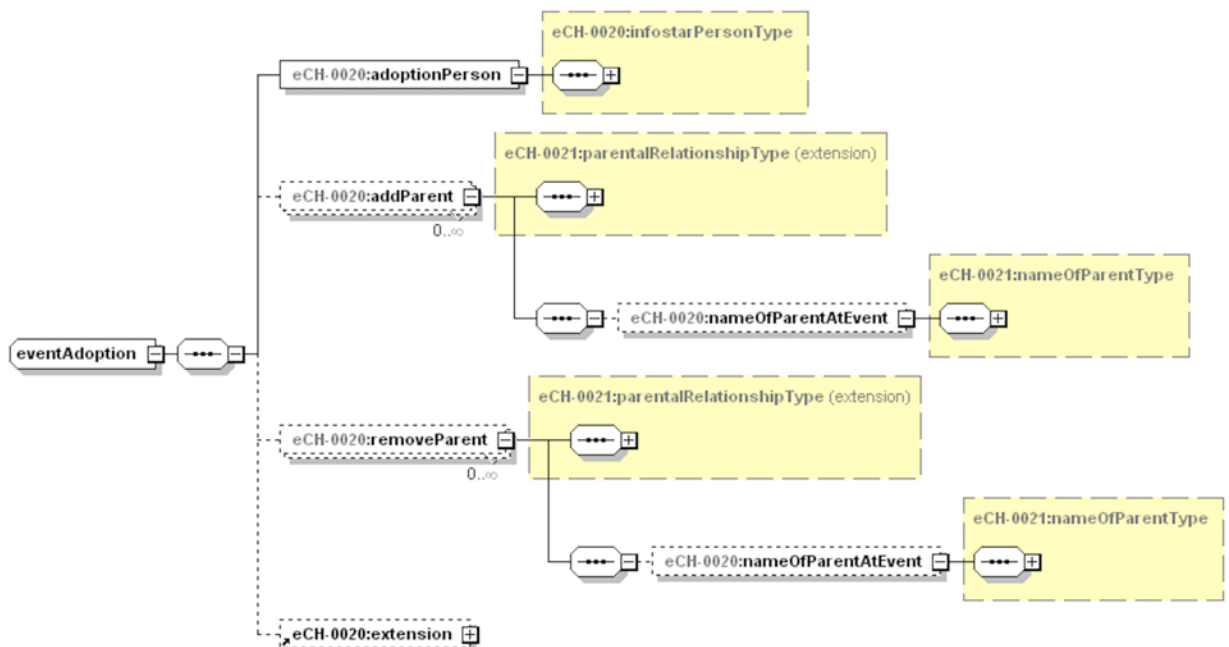 eCH-0020:infostarPersonType
eCH-0020:adoptionPerson
eCH-0021:parentalRelationshipType (extension)
eCH-0020:addParent
0..∞
eCH-0021:nameOfParentType
eCH-0020:nameOfParentAtEvent
eventAdoption
eCH-0021:parentalRelationshipType (extension)
eCH-0020:removeParent
0..∞
eCH-0021:nameOfParentType
eCH-0020:nameOfParentAtEvent
eCH-0020:extension